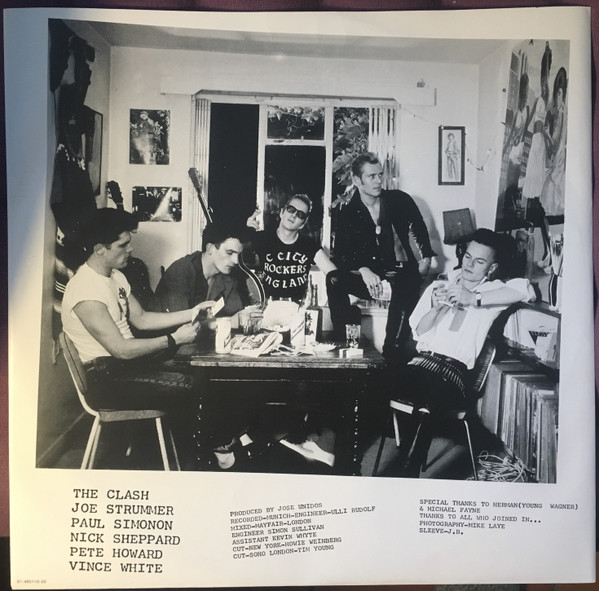 C CITY
ROCKERS
ENGLAND
THE CLASH
JOE STRUMMER
PAUL SIMONON
NICK SHEPPARD
PETE HOWARD
VINCE WHITE
PRODUCED BY JOSE UNIDOS
RECORDED-MUNICH-ENGINEER-ULLI RUDOLF
MIXED-MAYFAIR-LONDON
ENGINEER SIMON SULLIVAN
ASSISTANT KEVIN WHYTE
CUT-NEW YORK-HOWIE WEINBERG
CUT-SONO LONDON-TIM YOUNG
SPECIAL THANKS TO HERMAN(YOUNG WAGNER)
& MICHAEL FAYNE
THANKS TO ALL WHO JOINED IN...
PHOTOGRAPHY-MIKE LAYE
SLEEVE-J.B.